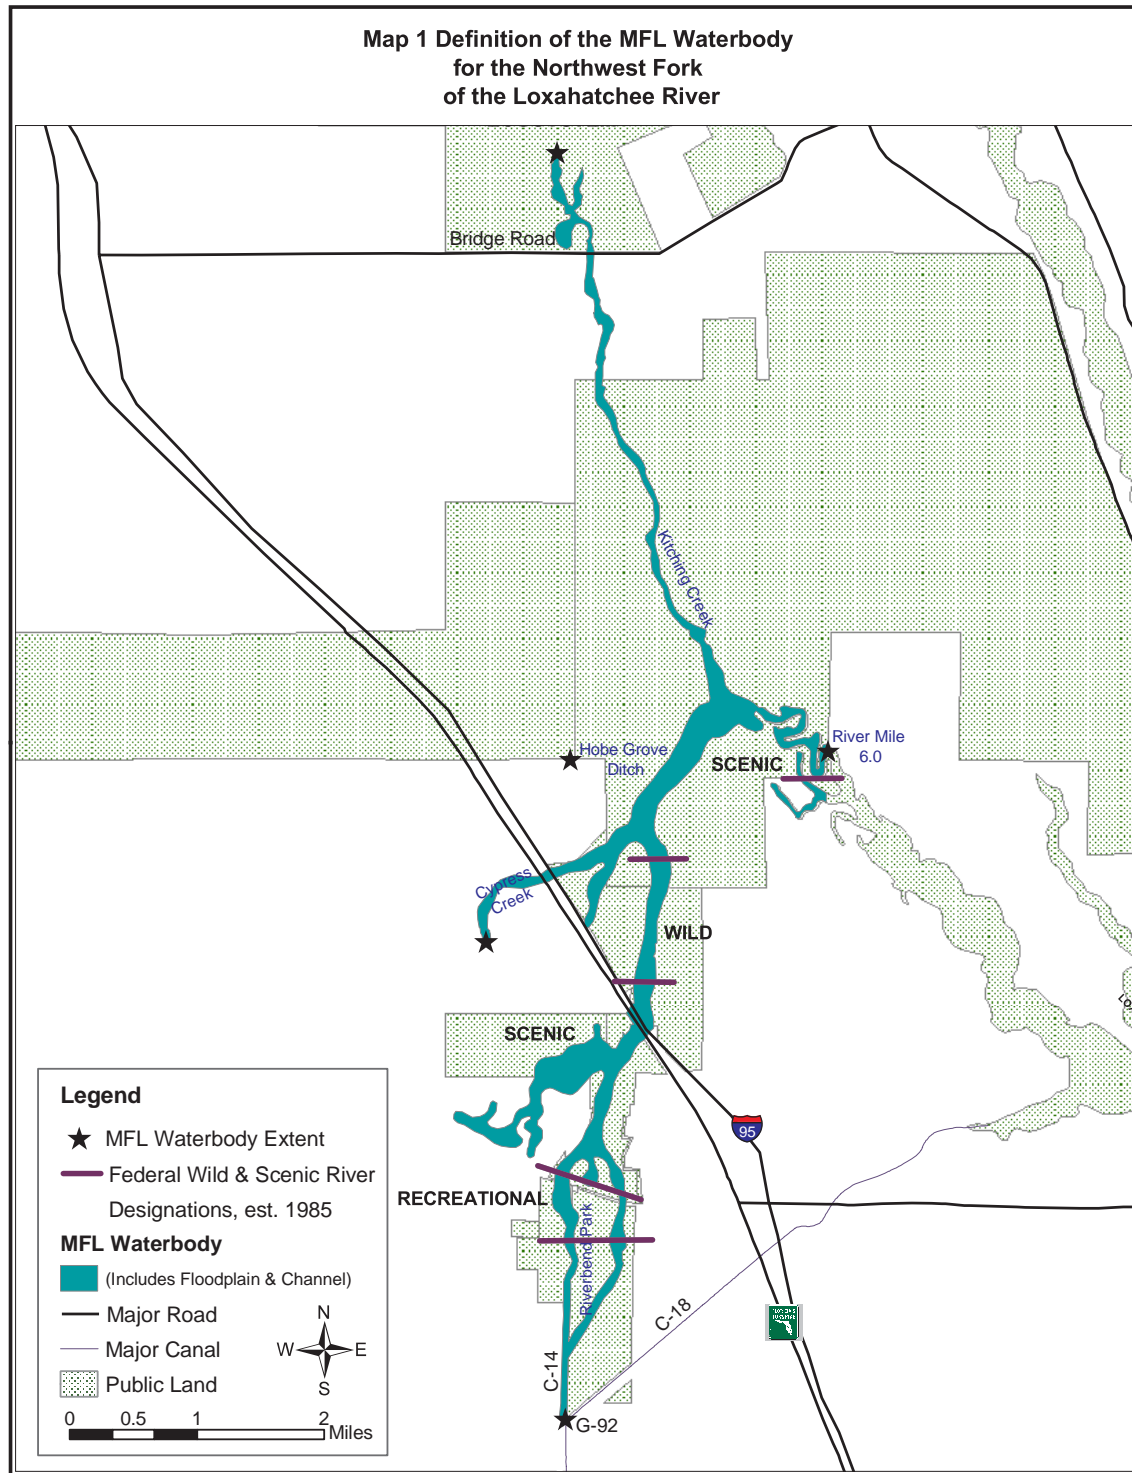 Map 1 Definition of the MFL Waterbody
for the Northwest Fork
of the Loxahatchee River
Bridge Road
Kitching Creek
River Mile
6.0
Hobe Grove
Ditch
SCENIC
Cypress
Creek
WILD
SCENIC
RECREATIONAL
Riverbend Park
95
C-18
C-14
G-92
Legend
MFL Waterbody Extent
Federal Wild & Scenic River
Designations, est. 1985
MFL Waterbody
(Includes Floodplain & Channel)
Major Road
Major Canal
Public Land
N
W E
S
0 0.5 1 2
Miles